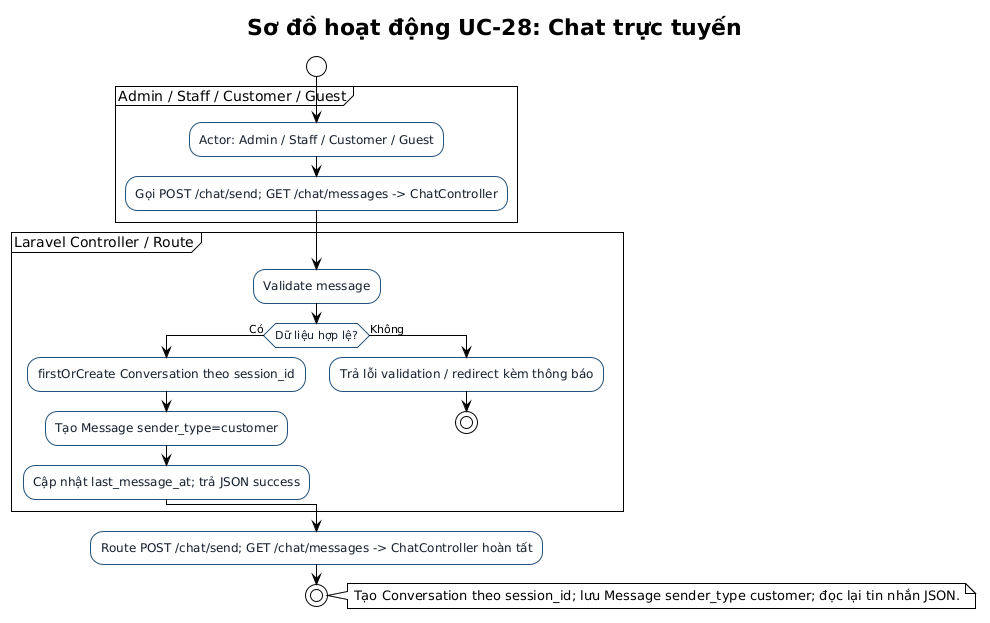 Sơ đồ hoạt động UC-28: Chat trực tuyến
Admin / Staff / Customer / Guest
Actor: Admin / Staff / Customer / Guest
Gọi POST /chat/send; GET /chat/messages -> ChatController
Laravel Controller / Route
Validate message
Dữ liệu hợp lệ?
Có
Không
firstOrCreate Conversation theo session_id
Trả lỗi validation / redirect kèm thông báo
Tạo Message sender_type=customer
Cập nhật last_message_at; trả JSON success
Route POST /chat/send; GET /chat/messages -> ChatController hoàn tất
Tạo Conversation theo session_id; lưu Message sender_type customer; đọc lại tin nhắn JSON.